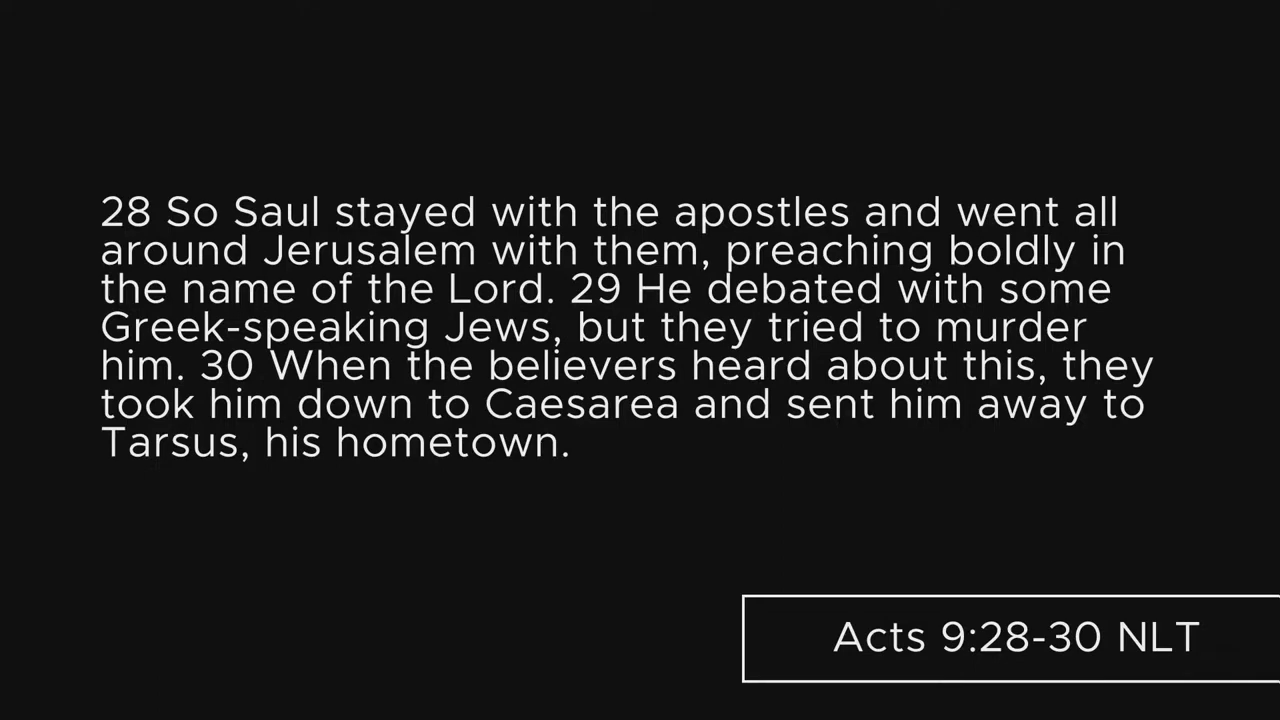 28 So Saul stayed with the apostles and went all
around Jerusalem with them, preaching boldly in
the name of the Lord. 29 He debated with some
Greek-speaking Jews, but they tried to murder
him. 30 When the believers heard about this, they
took him down to Caesarea and sent him away to
Tarsus, his hometown.
Acts 9:28-30 NLT